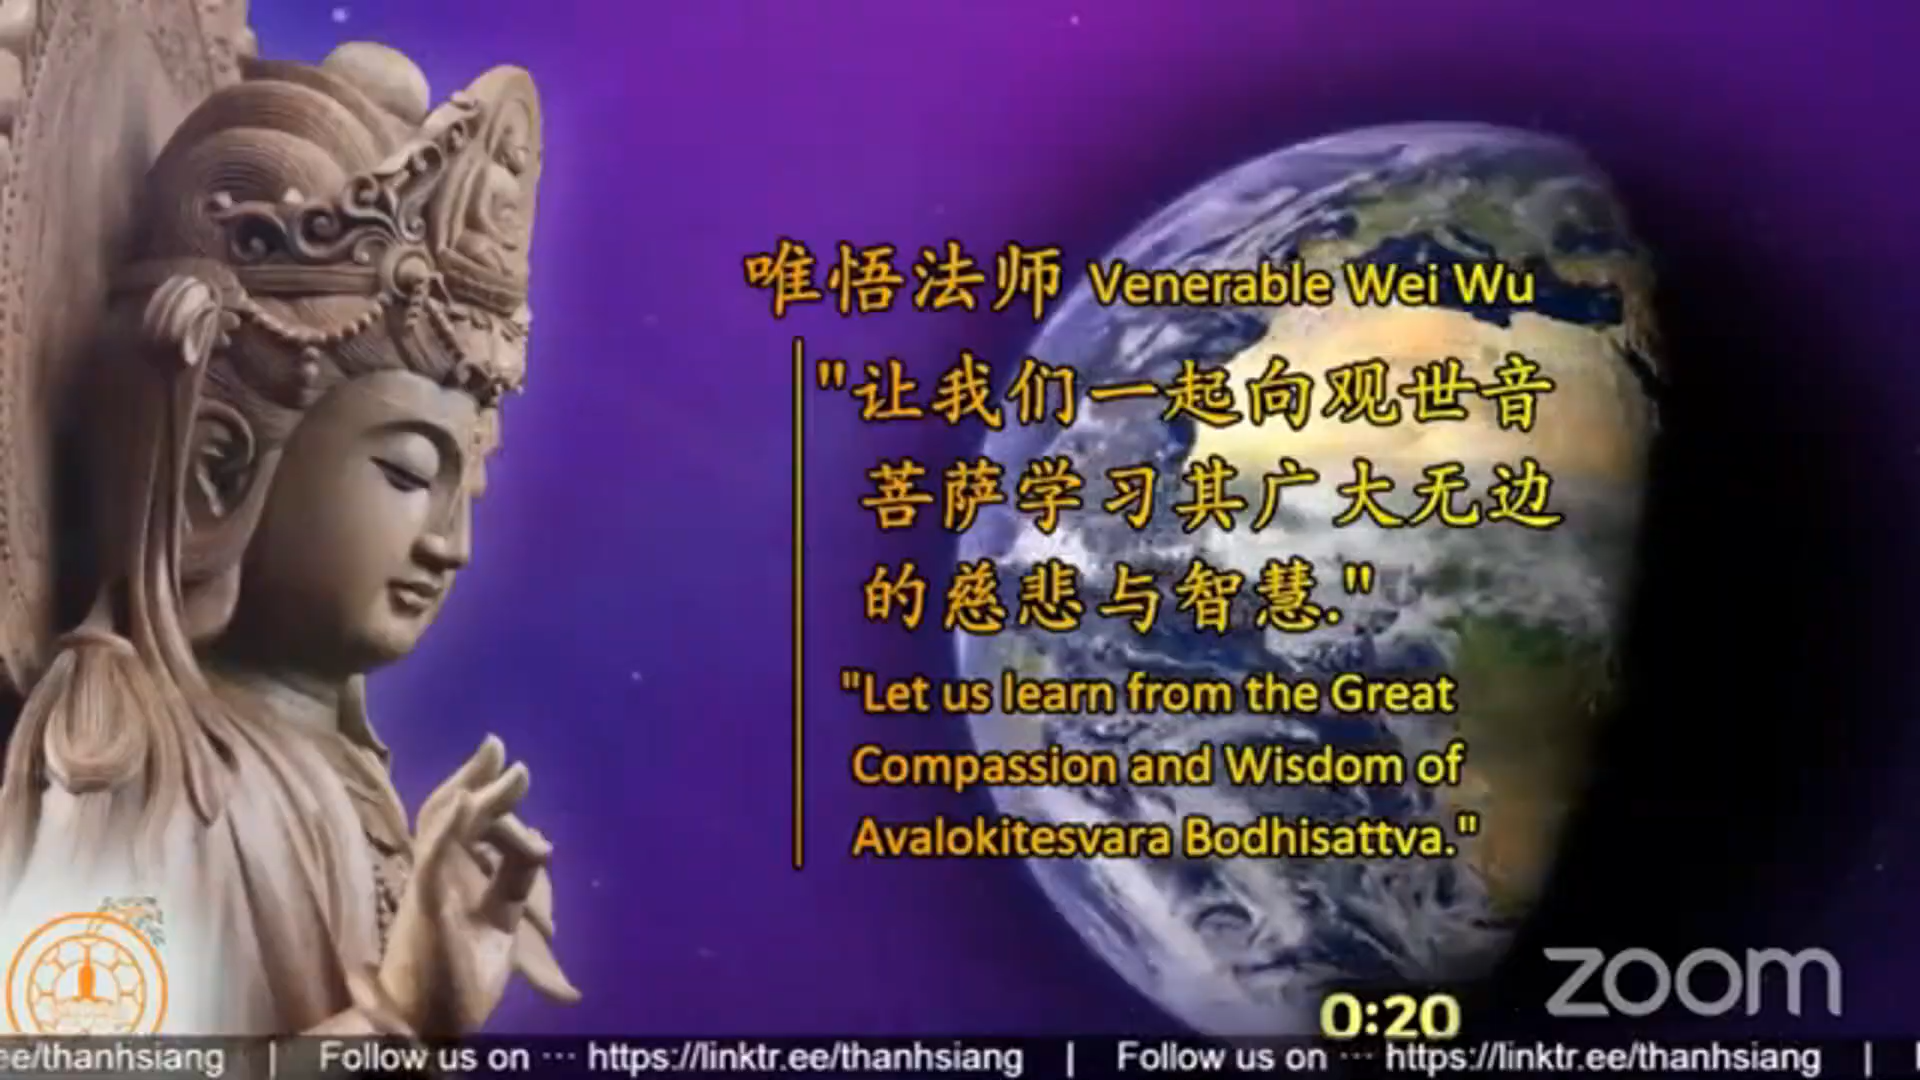 唯悟法师 Venerable Wei Wu
"让我们一起向观世音
菩萨学习其广大无边
的慈悲与智慧."
"Let us learn from the Great
Compassion and Wisdom of
Avalokitesvara Bodhisattva."
zoom
0:20
ee/thanhsiang | Follow us on ··· https://linktr.ee/thanhsiang | Follow us on ··· https://linktr.ee/thanhsiang |